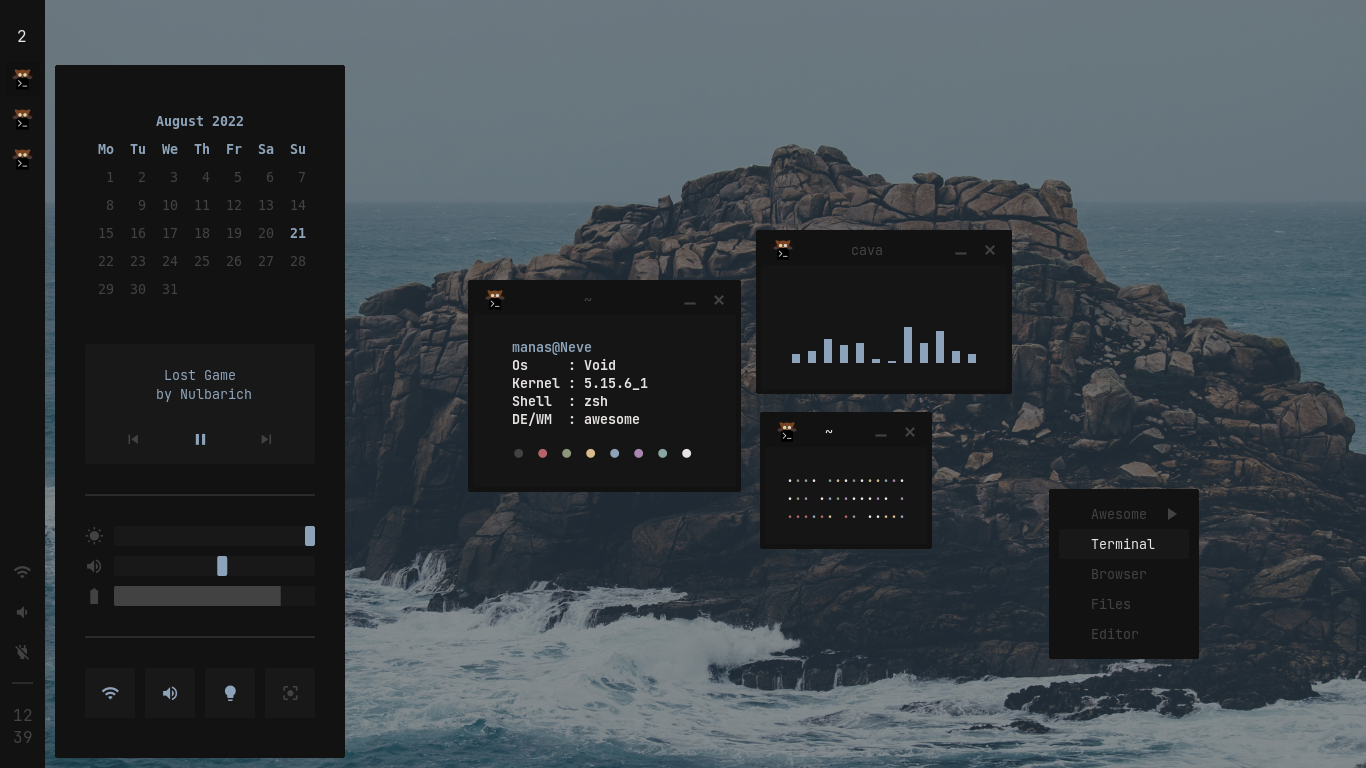 2
12
39
August 2022
Mo Tu We Th Fr Sa Su
1 2 3 4 5 6 7
8 9 10 11 12 13 14
15 16 17 18 19 20 21
22 23 24 25 26 27 28
29 30 31
Lost Game
by Nulbarich
~
manas@Neve
Os : Void
Kernel : 5.15.6_1
Shell : zsh
DE/WM : awesome
cava
~
Awesome
Terminal
Browser
Files
Editor